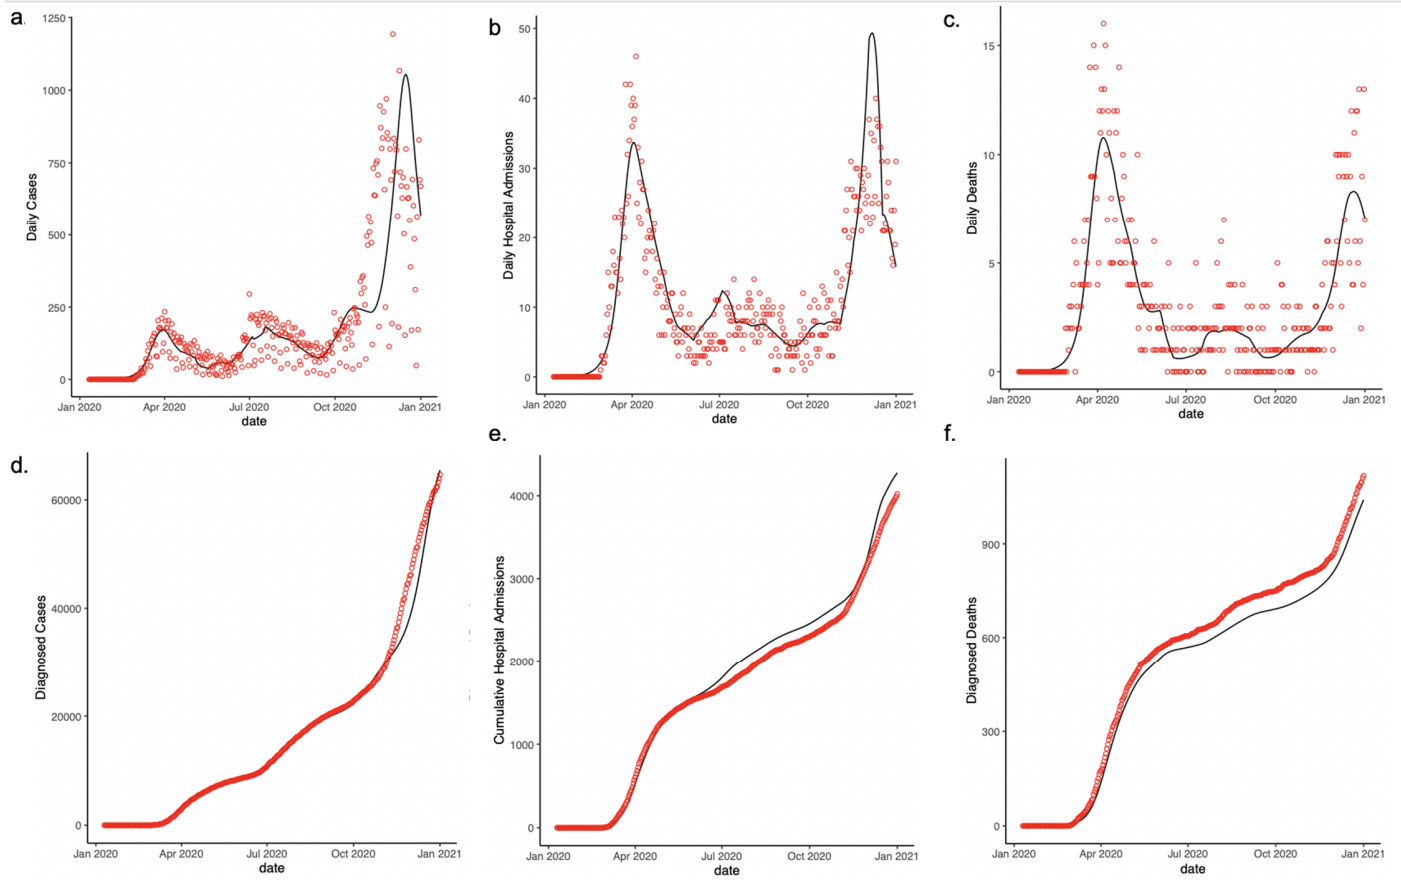 a.
1250
1000
750
500
250
0
Daily Cases
Jan 2020 Apr 2020 Jul 2020 Oct 2020 Jan 2021
date
b
50
40
30
20
10
0
Daily Hospital Admissions
Jan 2020 Apr 2020 Jul 2020 Oct 2020 Jan 2021
date
c.
15
10
5
0
Daily Deaths
Jan 2020 Apr 2020 Jul 2020 Oct 2020 Jan 2021
date
d.
60000
40000
20000
0
Diagnosed Cases
Jan 2020 Apr 2020 Jul 2020 Oct 2020 Jan 2021
date
e.
4000
3000
2000
1000
0
Cumulative Hospital Admissions
Jan 2020 Apr 2020 Jul 2020 Oct 2020 Jan 2021
date
f.
900
600
300
0
Diagnosed Deaths
Jan 2020 Apr 2020 Jul 2020 Oct 2020 Jan 2021
date